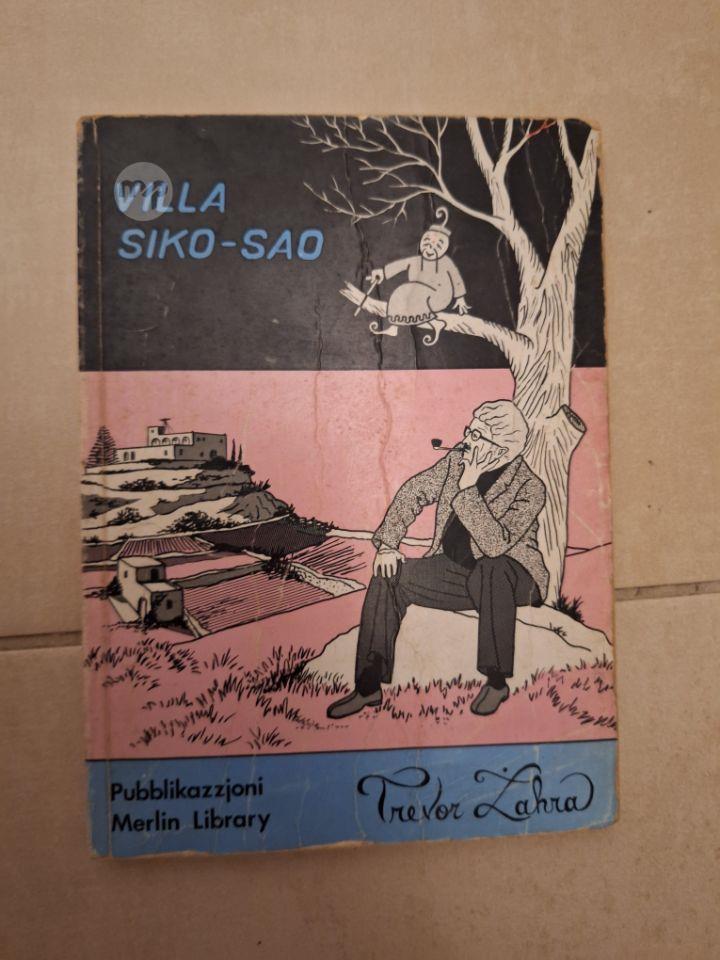 VILLA
SIKO-SAO
Pubblikazzjoni
Merlin Library
Trevor Żahra